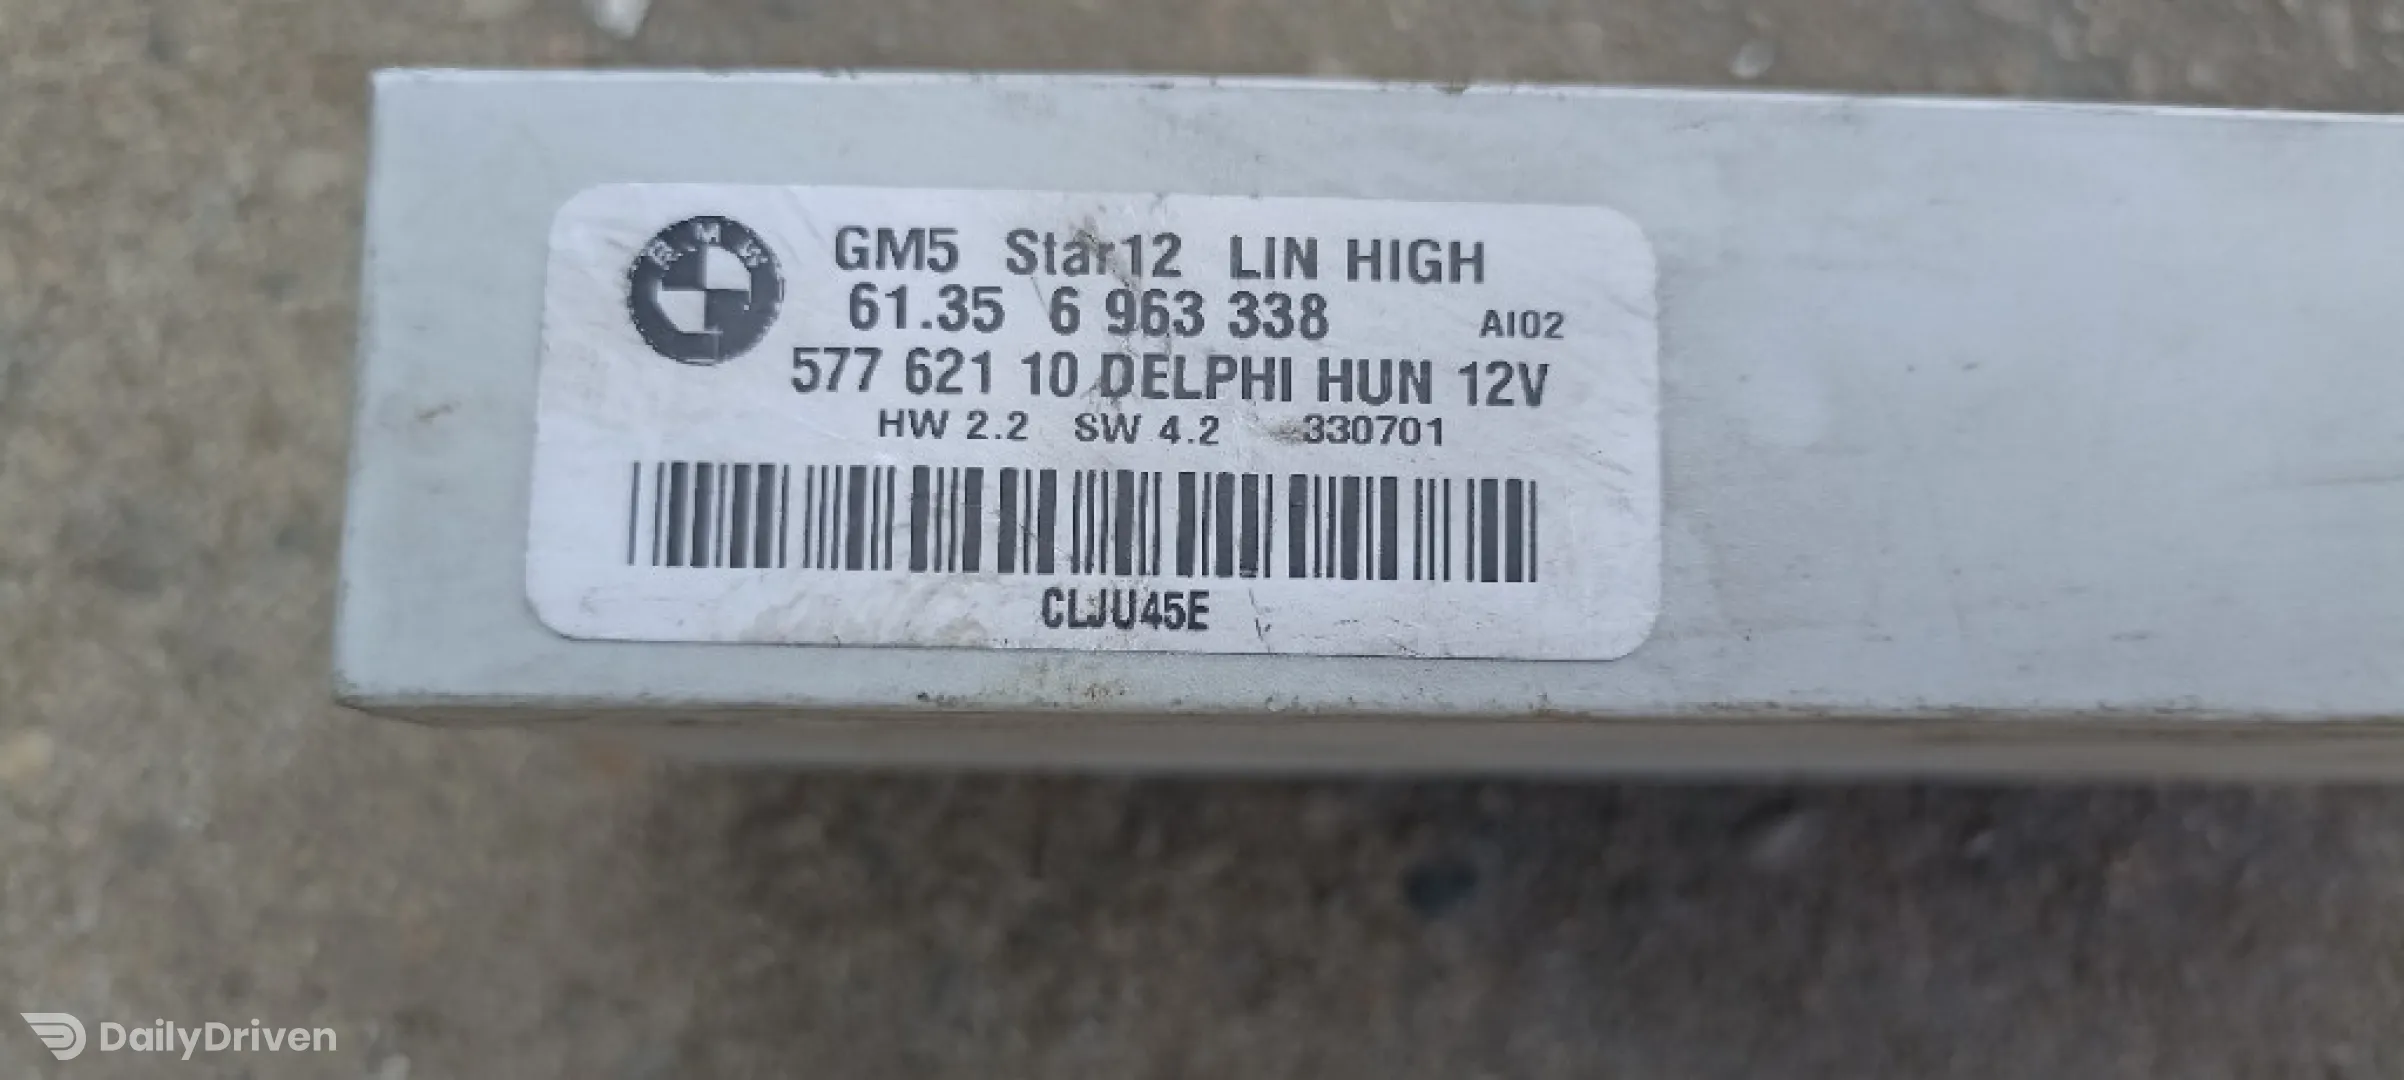 BMW
GM5 Star12 LIN HIGH
61.35 6 963 338 AI02
577 621 10 DELPHI HUN 12V
HW 2.2 SW 4.2 330701
CLJU45E
DailyDriven